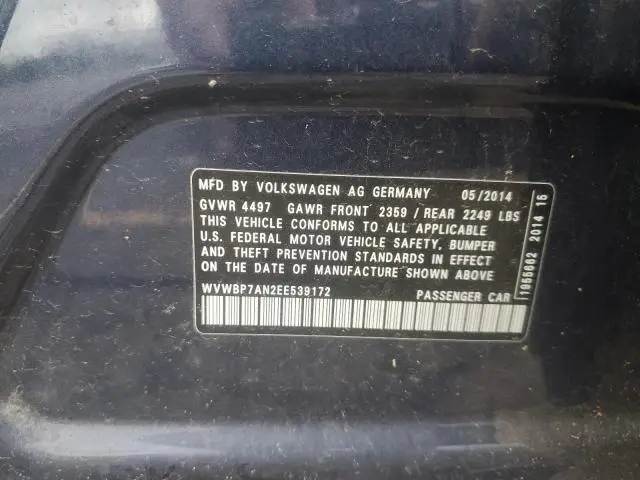 MFD BY VOLKSWAGEN AG GERMANY 05/2014
GVWR 4497 GAWR FRONT 2359 / REAR 2249 LBS
THIS VEHICLE CONFORMS TO ALL APPLICABLE
U.S. FEDERAL MOTOR VEHICLE SAFETY, BUMPER
AND THEFT PREVENTION STANDARDS IN EFFECT
ON THE DATE OF MANUFACTURE SHOWN ABOVE
WVWBP7AN2EE539172 PASSENGER CAR
1955662 2014 16